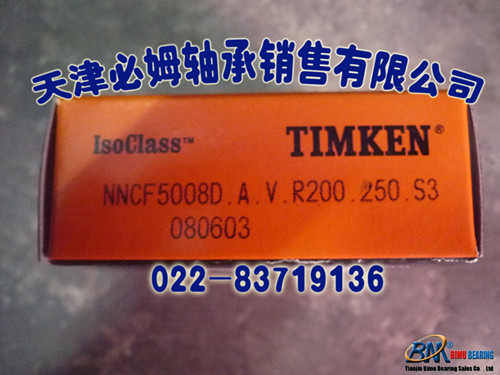 天津必姆轴承销售有限公司
IsoClass™ TIMKEN®
NNCF5008D.A.V.R200.250.S3
080603
022-83719136
BM BIMU BEARING
Tianjin Bimu Bearing Sales Co . Ltd